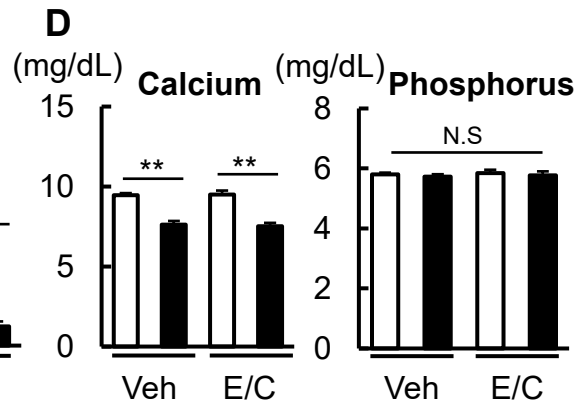 D
(mg/dL) Calcium
15
10
5
0
** **
Veh E/C
(mg/dL) Phosphorus
8
6
4
2
0
N.S
Veh E/C